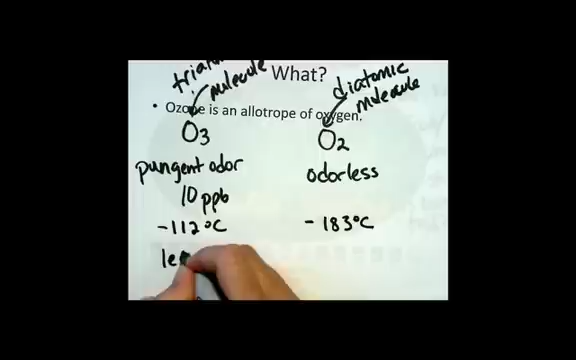 What?
molecule
diatomic
molecule
• Ozone is an allotrope of oxygen.
O3
O2
pungent odor
odorless
10 ppb
-112°C
-183°C
le